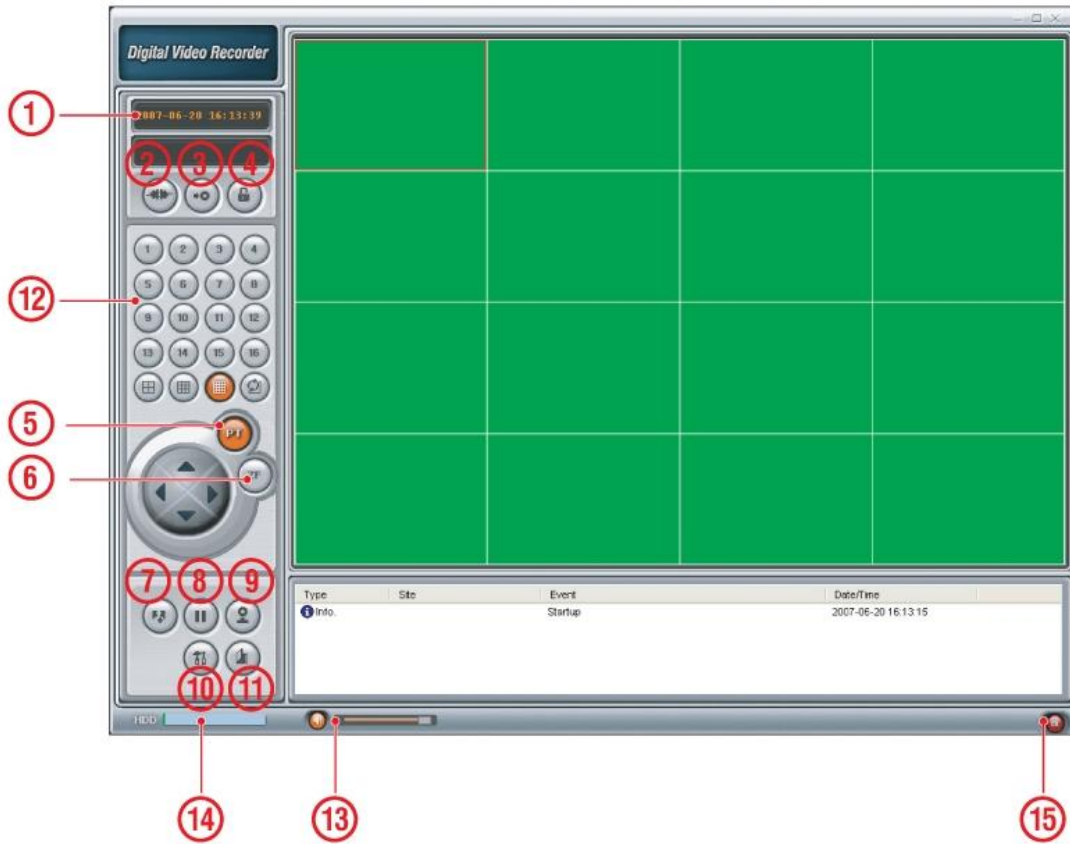 Digital Video Recorder
1
2007-06-20 16:13:39
2 3 4
1 2 3 4
5 6 7 8
12
9 10 11 12
13 14 15 16
5
PT
6
7 8 9
Type Site Event Date/Time
Info. Startup 2007-06-20 16:13:15
10 11
HDD
14 13 15